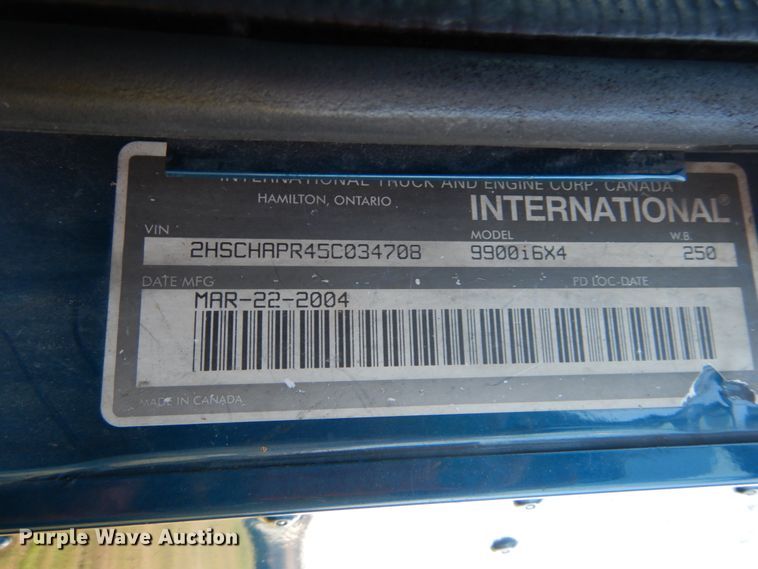 INTERNATIONAL TRUCK AND ENGINE CORP. CANADA
HAMILTON, ONTARIO
INTERNATIONAL®
VIN MODEL W.B.
2HSCHAPR45C034708 9900i6X4 250
DATE MFG PD LOC-DATE
MAR-22-2004
MADE IN CANADA
Purple Wave Auction®